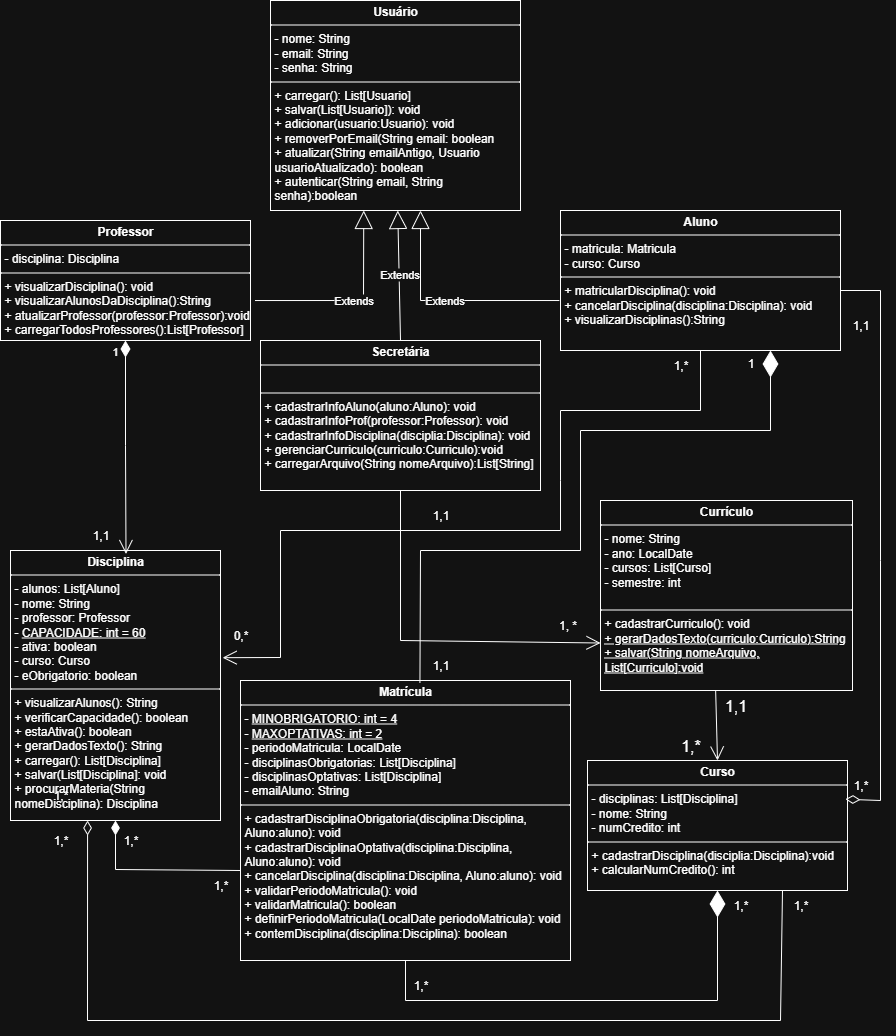 Usuário
- nome: String
- email: String
- senha: String
+ carregar(): List[Usuario]
+ salvar(List[Usuario]): void
+ adicionar(usuario:Usuario): void
+ removerPorEmail(String email: boolean
+ atualizar(String emailAntigo, Usuario
usuarioAtualizado): boolean
+ autenticar(String email, String
senha):boolean
Professor
- disciplina: Disciplina
+ visualizarDisciplina(): void
+ visualizarAlunosDaDisciplina():String
+ atualizarProfessor(professor:Professor):void
+ carregarTodosProfessores():List[Professor]
Extends
Extends
Extends
Aluno
- matricula: Matricula
- curso: Curso
+ matricularDisciplina(): void
+ cancelarDisciplina(disciplina:Disciplina): void
+ visualizarDisciplinas():String
1,1
1
1,*
1
Secretária
+ cadastrarInfoAluno(aluno:Aluno): void
+ cadastrarInfoProf(professor:Professor): void
+ cadastrarInfoDisciplina(disciplia:Disciplina): void
+ gerenciarCurriculo(curriculo:Curriculo):void
+ carregarArquivo(String nomeArquivo):List[String]
1,1
1,1
Currículo
- nome: String
- ano: LocalDate
- cursos: List[Curso]
- semestre: int
+ cadastrarCurriculo(): void
+ gerarDadosTexto(curriculo:Curriculo):String
+ salvar(String nomeArquivo,
List[Curriculo]:void
Disciplina
- alunos: List[Aluno]
- nome: String
- professor: Professor
- CAPACIDADE: int = 60
- ativa: boolean
- curso: Curso
- eObrigatorio: boolean
+ visualizarAlunos(): String
+ verificarCapacidade(): boolean
+ estaAtiva(): boolean
+ gerarDadosTexto(): String
+ carregar(): List[Disciplina]
+ salvar(List[Disciplina]: void
+ procurarMateria(String
nomeDisciplina): Disciplina
1,*
0,*
1, *
1,1
1,1
1,*
Matrícula
- MINOBRIGATORIO: int = 4
- MAXOPTATIVAS: int = 2
- periodoMatricula: LocalDate
- disciplinasObrigatorias: List[Disciplina]
- disciplinasOptativas: List[Disciplina]
- emailAluno: String
+ cadastrarDisciplinaObrigatoria(disciplina:Disciplina,
Aluno:aluno): void
+ cadastrarDisciplinaOptativa(disciplina:Disciplina,
Aluno:aluno): void
+ cancelarDisciplina(disciplina:Disciplina, Aluno:aluno): void
+ validarPeriodoMatricula(): void
+ validarMatricula(): boolean
+ definirPeriodoMatricula(LocalDate periodoMatricula): void
+ contemDisciplina(disciplina:Disciplina): boolean
Curso
- disciplinas: List[Disciplina]
- nome: String
- numCredito: int
+ cadastrarDisciplina(disciplia:Disciplina):void
+ calcularNumCredito(): int
1,*
1,*
1,*
1,*
1,*
1,*
1,*